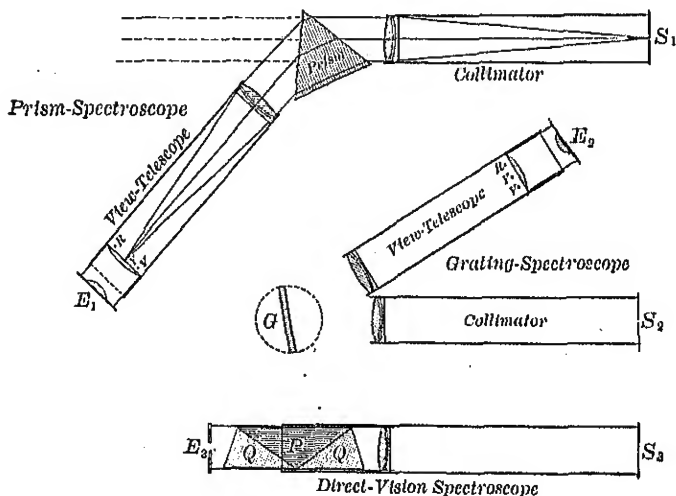 S1
Prism
Collimator
Prism-Spectroscope
View-Telescope
R
V
E1
E2
R
Y
V
View-Telescope
Grating-Spectroscope
G
Collimator
S2
E3
Q
P
Q
S3
Direct-Vision Spectroscope